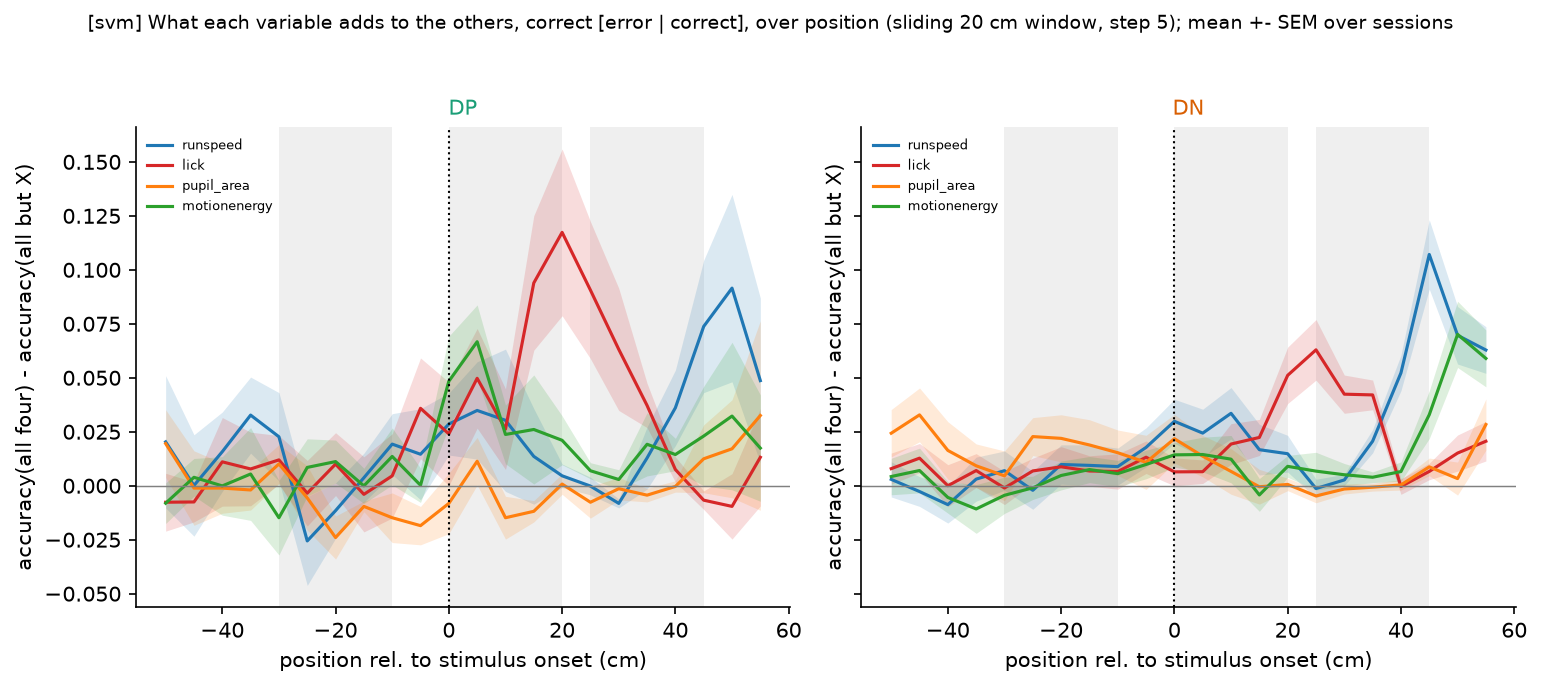 [svm] What each variable adds to the others, correct [error | correct], over position (sliding 20 cm window, step 5); mean +- SEM over sessions
DP
DN
runspeed
lick
pupil_area
motionenergy
runspeed
lick
pupil_area
motionenergy
accuracy(all four) - accuracy(all but X)
0.150
0.125
0.100
0.075
0.050
0.025
0.000
−0.025
−0.050
accuracy(all four) - accuracy(all but X)
−40
−20
0
20
40
60
−40
−20
0
20
40
60
position rel. to stimulus onset (cm)
position rel. to stimulus onset (cm)